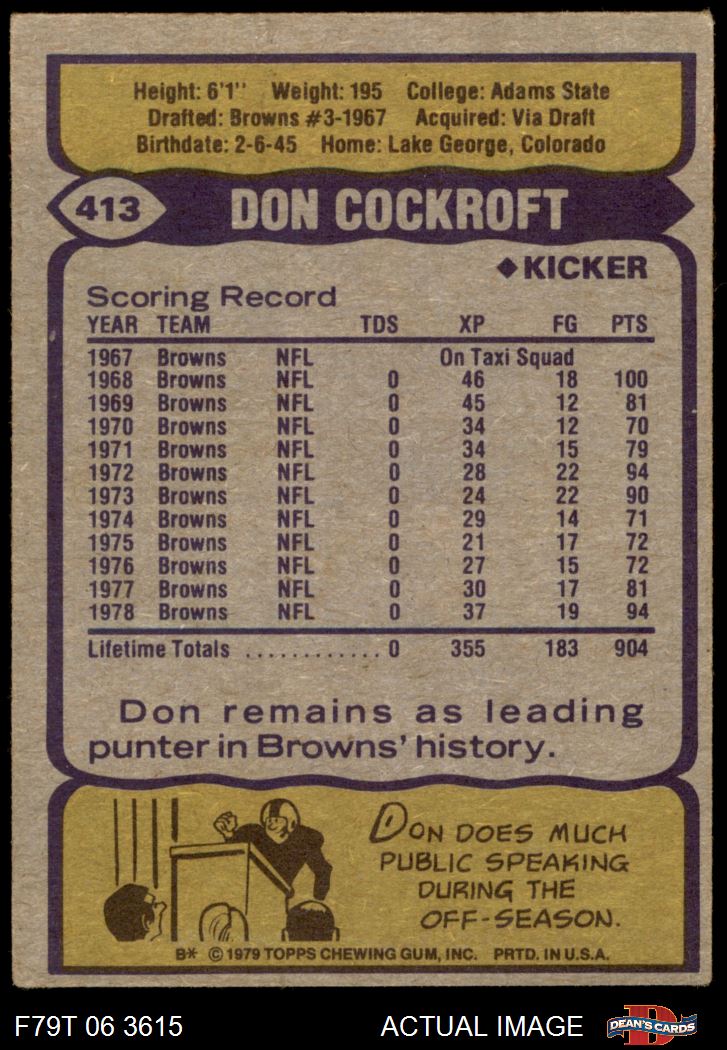 Height: 6'1" Weight: 195 College: Adams State
Drafted: Browns #3-1967 Acquired: Via Draft
Birthdate: 2-6-45 Home: Lake George, Colorado
413 DON COCKROFT
◆KICKER
Scoring Record
YEAR TEAM TDS XP FG PTS
1967 Browns NFL On Taxi Squad
1968 Browns NFL 0 46 18 100
1969 Browns NFL 0 45 12 81
1970 Browns NFL 0 34 12 70
1971 Browns NFL 0 34 15 79
1972 Browns NFL 0 28 22 94
1973 Browns NFL 0 24 22 90
1974 Browns NFL 0 29 14 71
1975 Browns NFL 0 21 17 72
1976 Browns NFL 0 27 15 72
1977 Browns NFL 0 30 17 81
1978 Browns NFL 0 37 19 94
Lifetime Totals ............ 0 355 183 904
Don remains as leading
punter in Browns' history.
DON DOES MUCH
PUBLIC SPEAKING
DURING THE
OFF-SEASON.
B* © 1979 TOPPS CHEWING GUM, INC. PRTD. IN U.S.A.
F79T 06 3615 ACTUAL IMAGE D DEAN'S CARDS